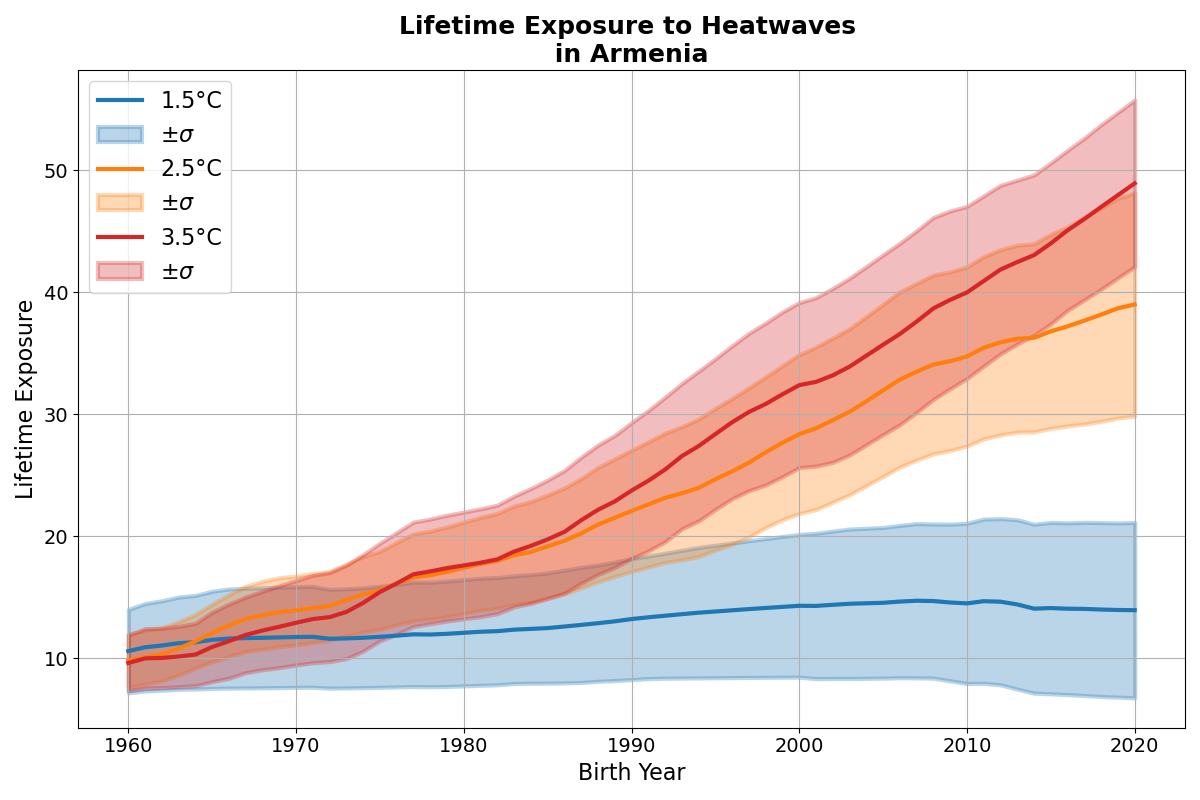 Lifetime Exposure to Heatwaves
in Armenia
1.5°C
±σ
2.5°C
±σ
3.5°C
±σ
Lifetime Exposure
50
40
30
20
10
1960 1970 1980 1990 2000 2010 2020
Birth Year